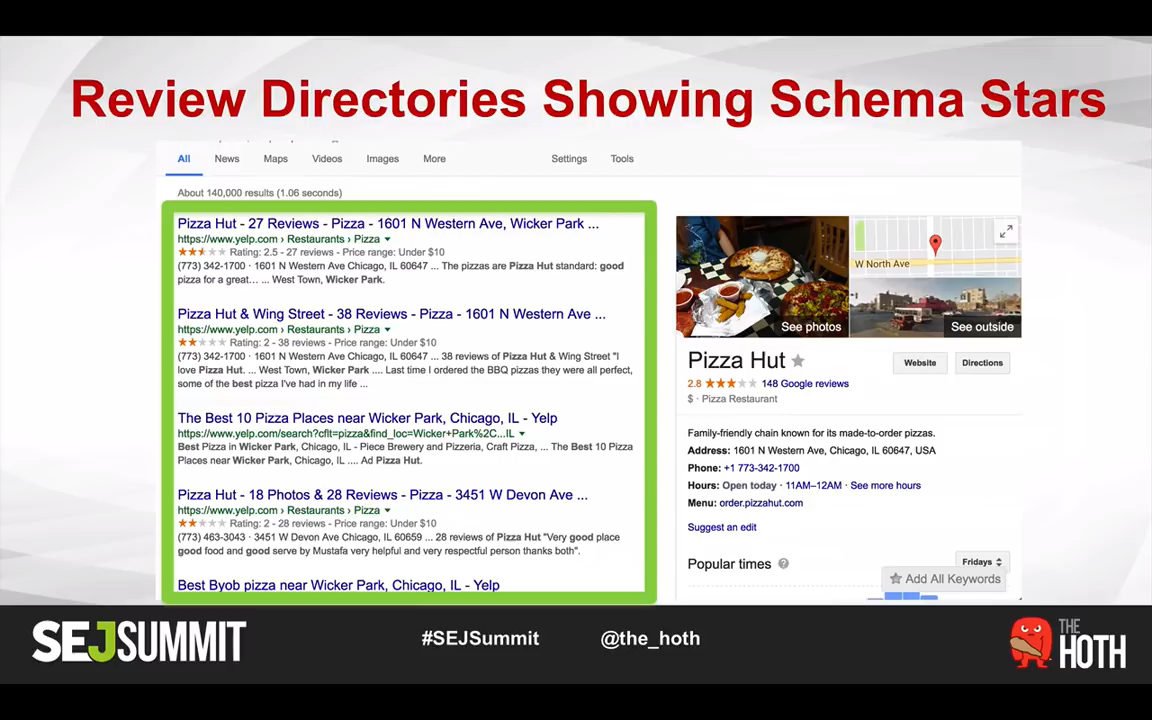 Review Directories Showing Schema Stars
All News Maps Videos Images More Settings Tools
About 140,000 results (1.06 seconds)
Pizza Hut - 27 Reviews - Pizza - 1601 N Western Ave, Wicker Park ...
https://www.yelp.com › Restaurants › Pizza
Rating: 2.5 - 27 reviews - Price range: Under $10
(773) 342-1700 · 1601 N Western Ave Chicago, IL 60647 ... The pizzas are Pizza Hut standard: good
pizza for a great... ... West Town, Wicker Park.
Pizza Hut & Wing Street - 38 Reviews - Pizza - 1601 N Western Ave ...
https://www.yelp.com › Restaurants › Pizza
Rating: 2 - 38 reviews - Price range: Under $10
(773) 342-1700 · 1601 N Western Ave Chicago, IL 60647 ... 38 reviews of Pizza Hut & Wing Street "I
love Pizza Hut. ... West Town, Wicker Park .... Last time I ordered the BBQ pizzas they were all perfect,
some of the best pizza I've had in my life ...
The Best 10 Pizza Places near Wicker Park, Chicago, IL - Yelp
https://www.yelp.com/search?cflt=pizza&find_loc=Wicker+Park%2C...IL
Best Pizza in Wicker Park, Chicago, IL - Piece Brewery and Pizzeria, Craft Pizza, ... The Best 10 Pizza
Places near Wicker Park, Chicago, IL .... Ad Pizza Hut.
Pizza Hut - 18 Photos & 28 Reviews - Pizza - 3451 W Devon Ave ...
https://www.yelp.com › Restaurants › Pizza
Rating: 2 - 28 reviews - Price range: Under $10
(773) 463-3043 · 3451 W Devon Ave Chicago, IL 60659 ... 28 reviews of Pizza Hut "Very good place
good food and good serve by Mustafa very helpful and very respectful person thanks both".
Best Byob pizza near Wicker Park, Chicago, IL - Yelp
W North Ave
See photos
See outside
Pizza Hut
Website
Directions
2.8 148 Google reviews
$ · Pizza Restaurant
Family-friendly chain known for its made-to-order pizzas.
Address: 1601 N Western Ave, Chicago, IL 60647, USA
Phone: +1 773-342-1700
Hours: Open today · 11AM–12AM · See more hours
Menu: order.pizzahut.com
Suggest an edit
Popular times
Fridays
Add All Keywords
SEJSUMMIT
#SEJSummit
@the_hoth
THE
HOTH